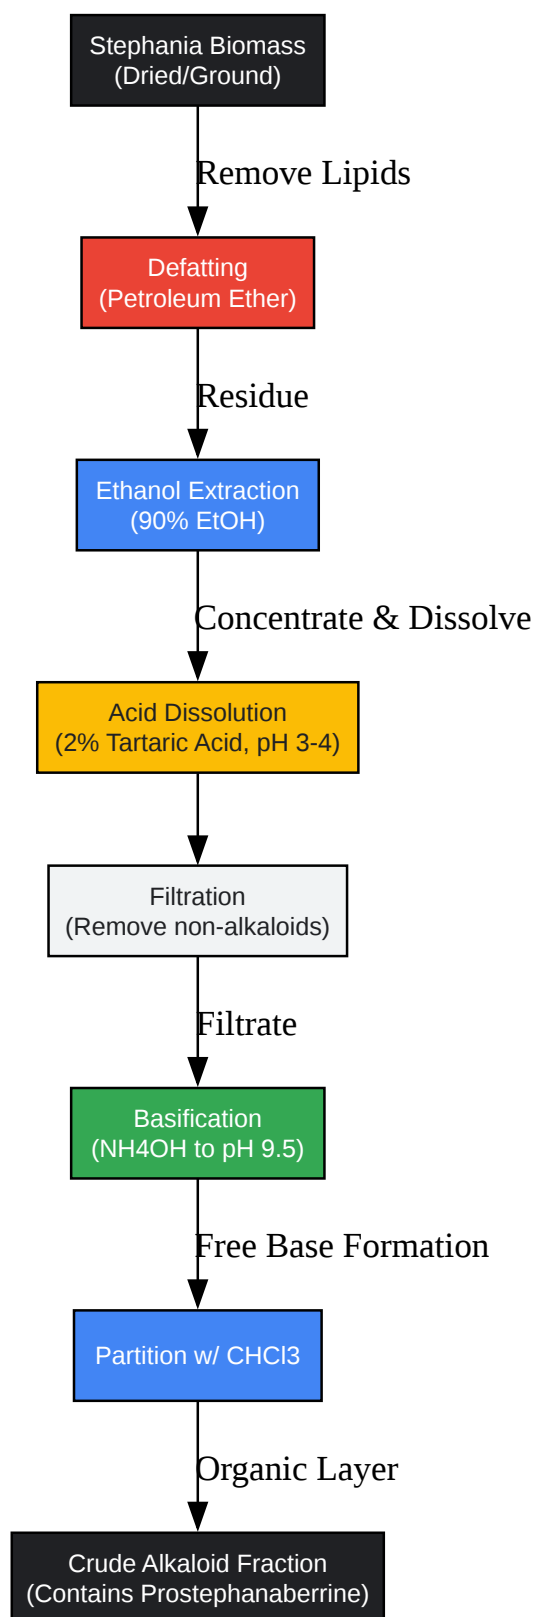 Stephania Biomass
(Dried/Ground)
Remove Lipids
Defatting
(Petroleum Ether)
Residue
Ethanol Extraction
(90% EtOH)
Concentrate & Dissolve
Acid Dissolution
(2% Tartaric Acid, pH 3-4)
Filtration
(Remove non-alkaloids)
Filtrate
Basification
(NH4OH to pH 9.5)
Free Base Formation
Partition w/ CHCl3
Organic Layer
Crude Alkaloid Fraction
(Contains Prostephanaberrine)